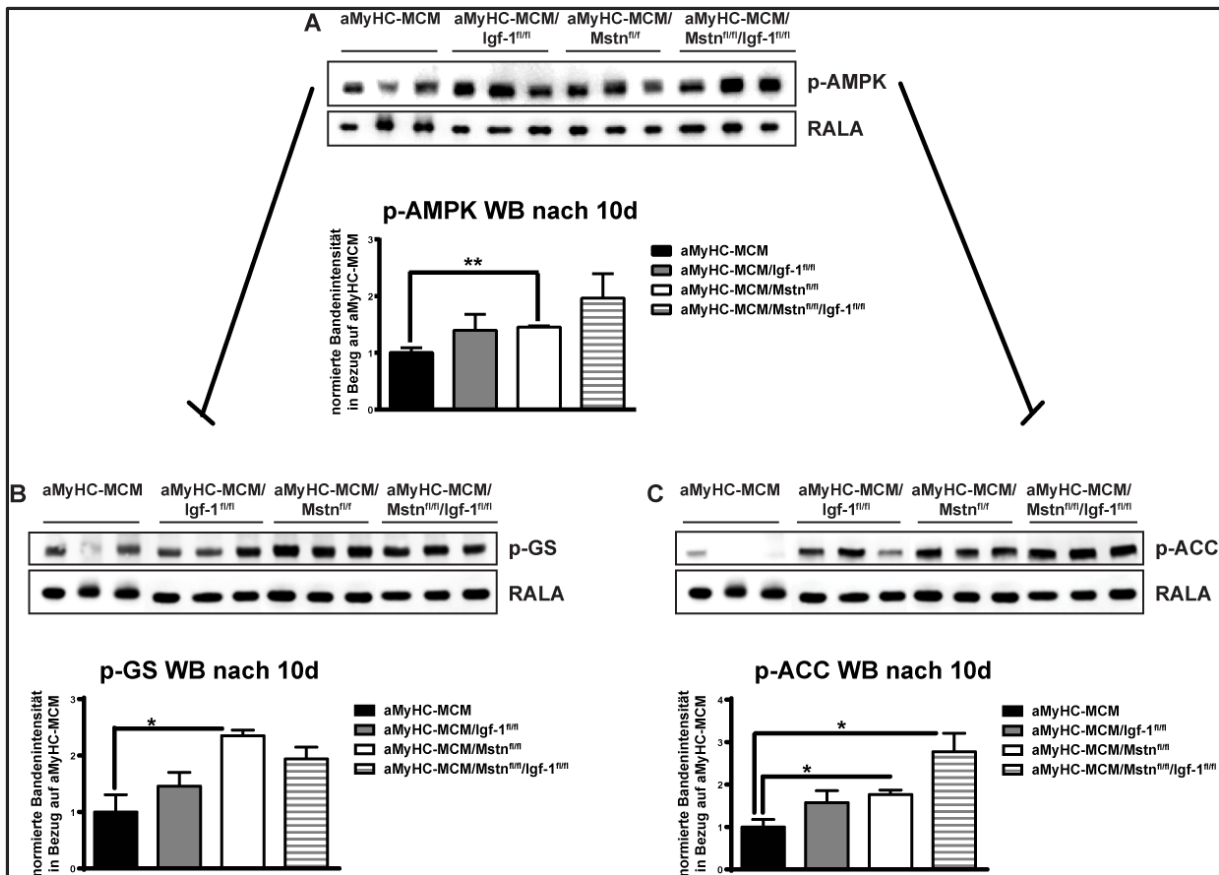 A
aMyHC-MCM aMyHC-MCM/ aMyHC-MCM/ aMyHC-MCM/
Igf-1fl/fl Mstnfl/f Mstnfl/fl/Igf-1fl/fl
p-AMPK
RALA
p-AMPK WB nach 10d
normierte Bandenintensität
in Bezug auf aMyHC-MCM
3
2
1
0
**
aMyHC-MCM
aMyHC-MCM/Igf-1fl/fl
aMyHC-MCM/Mstnfl/fl
aMyHC-MCM/Mstnfl/fl/Igf-1fl/fl
B
aMyHC-MCM aMyHC-MCM/ aMyHC-MCM/ aMyHC-MCM/
Igf-1fl/fl Mstnfl/f Mstnfl/fl/Igf-1fl/fl
p-GS
RALA
p-GS WB nach 10d
normierte Bandenintensität
in Bezug auf aMyHC-MCM
3
2
1
0
*
aMyHC-MCM
aMyHC-MCM/Igf-1fl/fl
aMyHC-MCM/Mstnfl/fl
aMyHC-MCM/Mstnfl/fl/Igf-1fl/fl
C
aMyHC-MCM aMyHC-MCM/ aMyHC-MCM/ aMyHC-MCM/
Igf-1fl/fl Mstnfl/f Mstnfl/fl/Igf-1fl/fl
p-ACC
RALA
p-ACC WB nach 10d
normierte Bandenintensität
in Bezug auf aMyHC-MCM
4
3
2
1
0
*
*
aMyHC-MCM
aMyHC-MCM/Igf-1fl/fl
aMyHC-MCM/Mstnfl/fl
aMyHC-MCM/Mstnfl/fl/Igf-1fl/fl